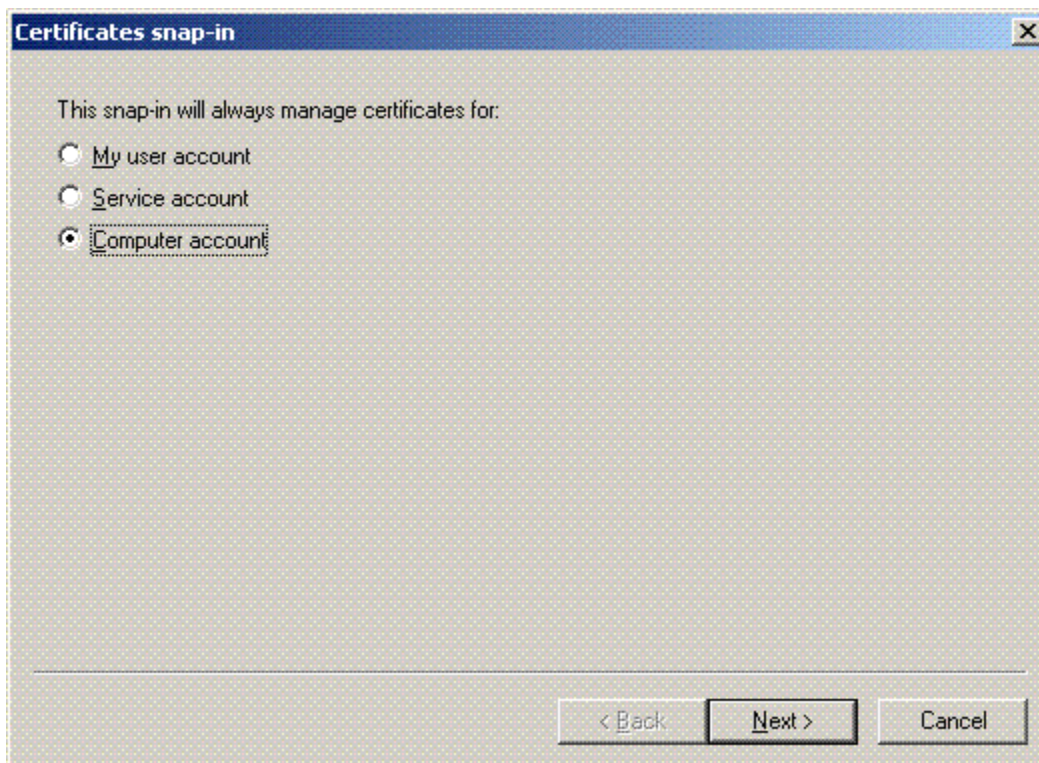 Certificates snap-in
This snap-in will always manage certificates for:
My user account
Service account
Computer account
< Back
Next >
Cancel